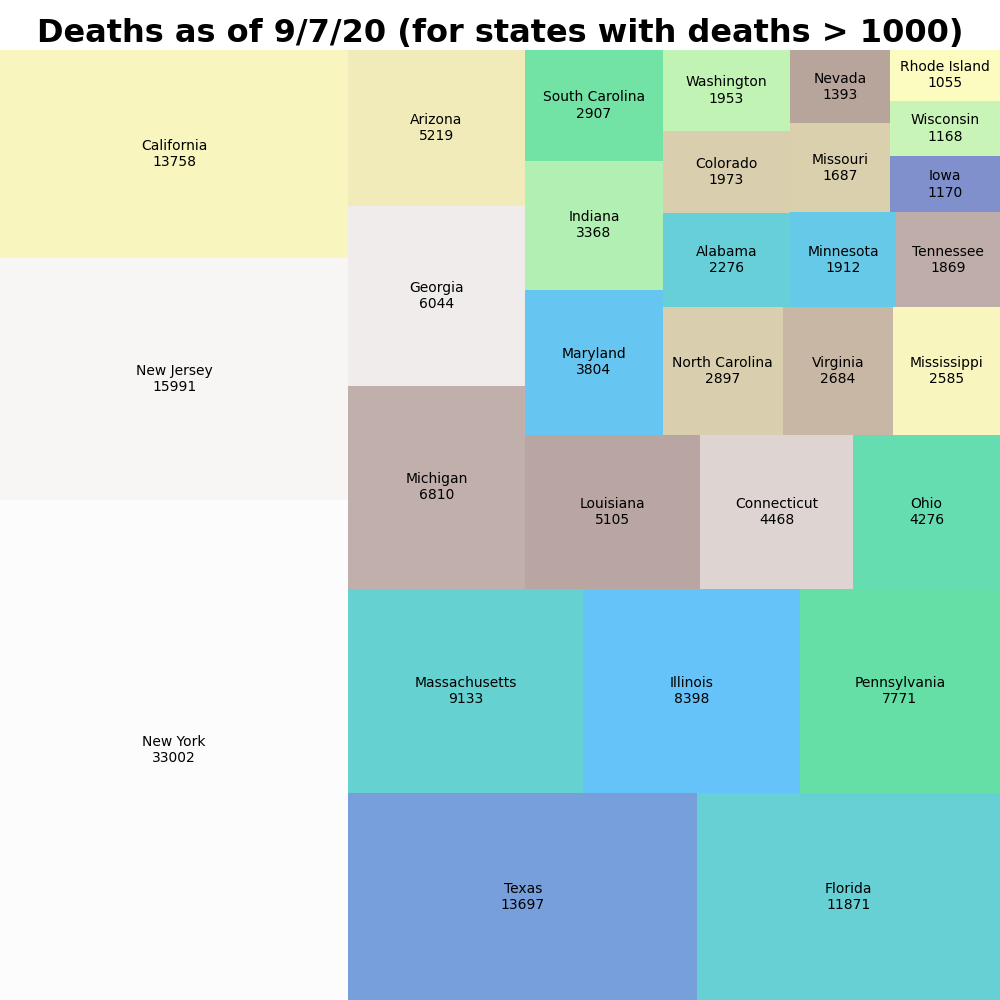 Deaths as of 9/7/20 (for states with deaths > 1000)
California
13758
New Jersey
15991
New York
33002
Arizona
5219
Georgia
6044
Michigan
6810
South Carolina
2907
Indiana
3368
Maryland
3804
Washington
1953
Colorado
1973
Alabama
2276
Nevada
1393
Missouri
1687
Minnesota
1912
Rhode Island
1055
Wisconsin
1168
Iowa
1170
Tennessee
1869
North Carolina
2897
Virginia
2684
Mississippi
2585
Louisiana
5105
Connecticut
4468
Ohio
4276
Massachusetts
9133
Illinois
8398
Pennsylvania
7771
Texas
13697
Florida
11871